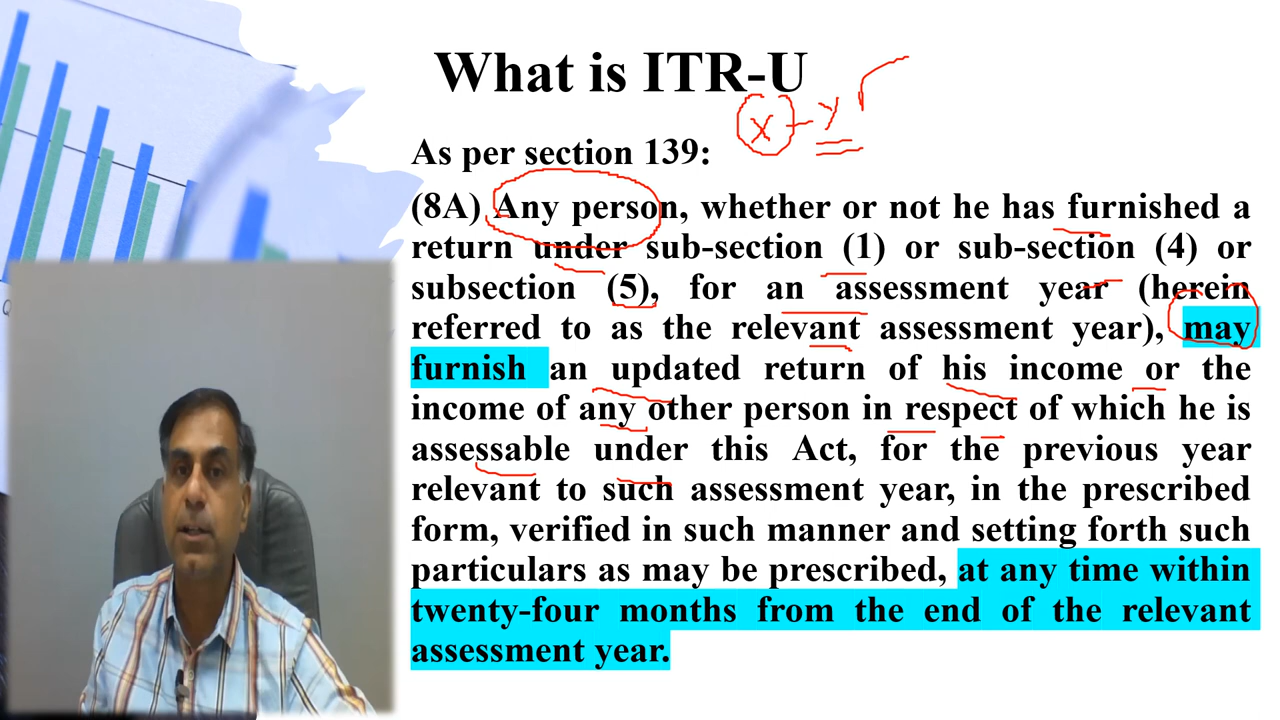 What is ITR-U
x - y
As per section 139:
(8A) Any person, whether or not he has furnished a
return under sub-section (1) or sub-section (4) or
subsection (5), for an assessment year (herein
referred to as the relevant assessment year), may
furnish an updated return of his income or the
income of any other person in respect of which he is
assessable under this Act, for the previous year
relevant to such assessment year, in the prescribed
form, verified in such manner and setting forth such
particulars as may be prescribed, at any time within
twenty-four months from the end of the relevant
assessment year.